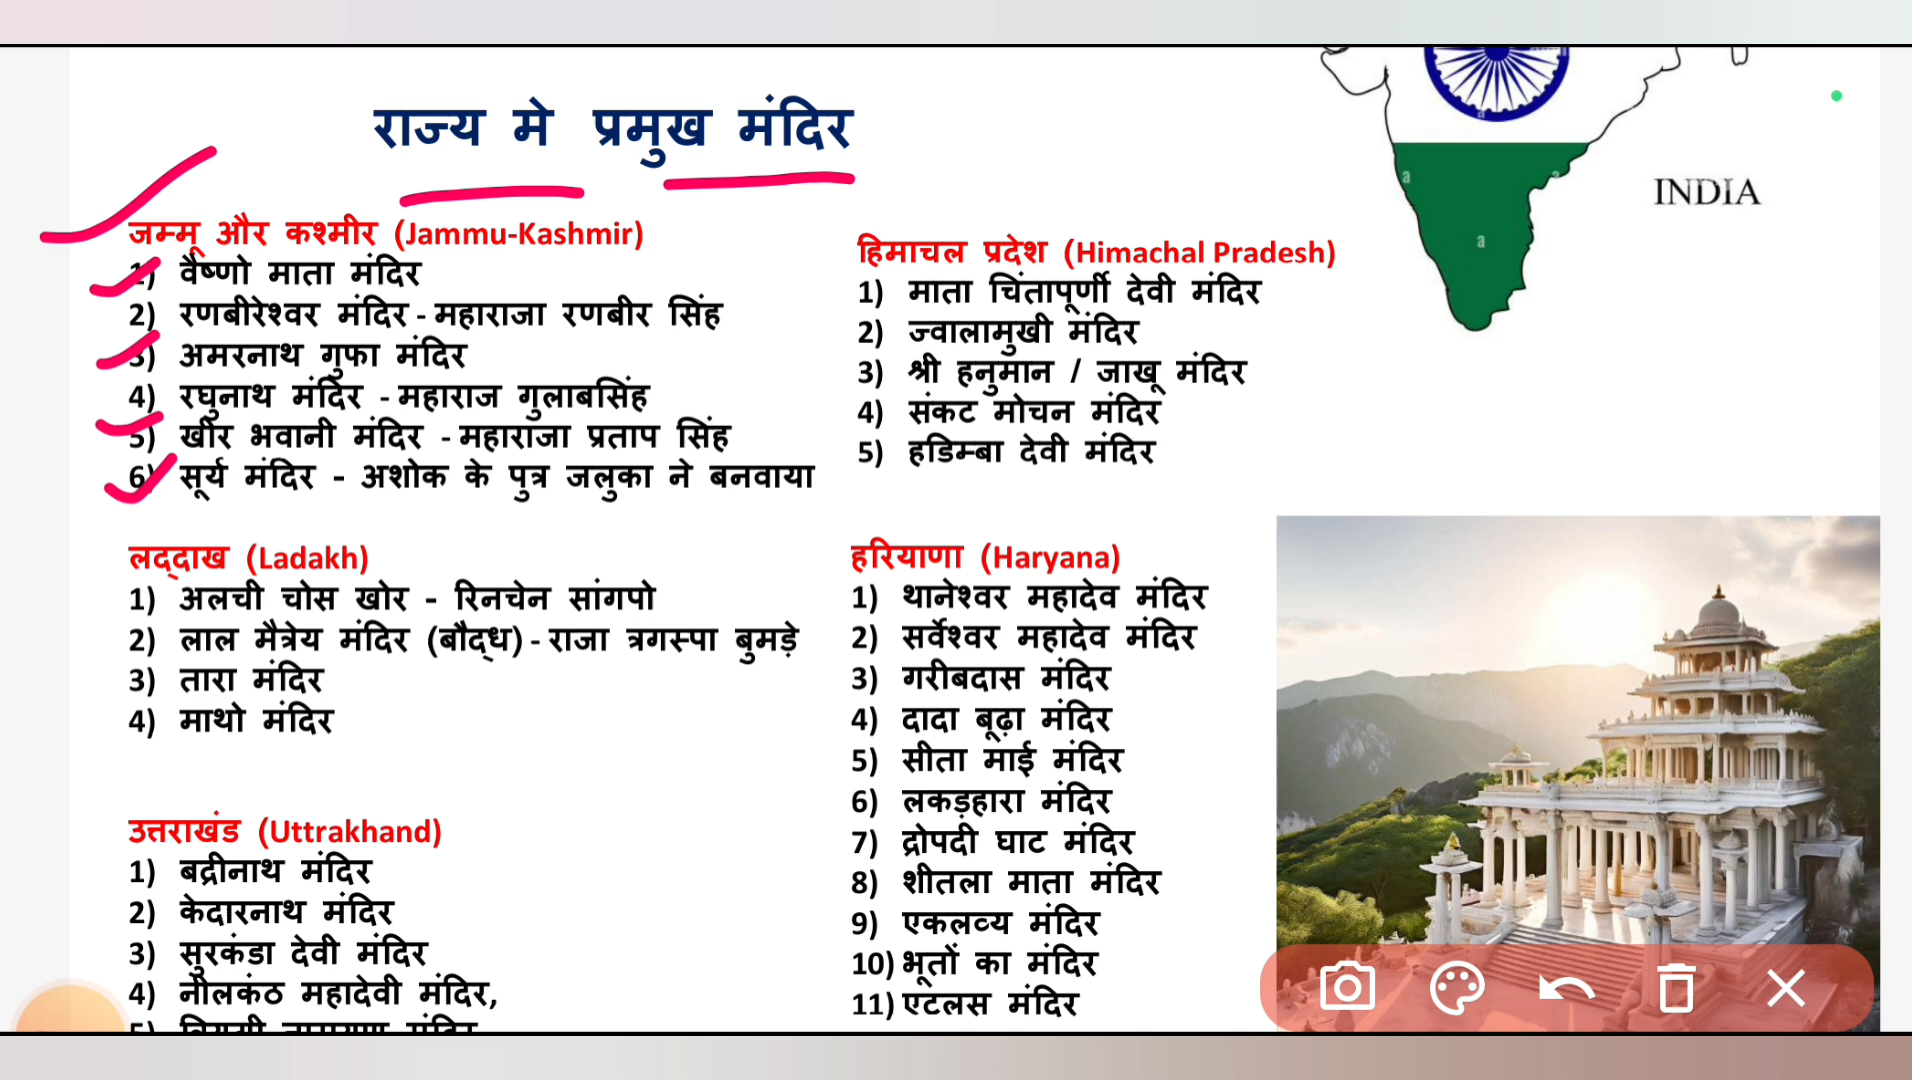 राज्य मे प्रमुख मंदिर
INDIA
जम्मू और कश्मीर (Jammu-Kashmir)
1) वैष्णो माता मंदिर
2) रणबीरेश्वर मंदिर - महाराजा रणबीर सिंह
3) अमरनाथ गुफा मंदिर
4) रघुनाथ मंदिर - महाराज गुलाबसिंह
5) खीर भवानी मंदिर - महाराजा प्रताप सिंह
6) सूर्य मंदिर - अशोक के पुत्र जलुका ने बनवाया
लद्दाख (Ladakh)
1) अलची चोस खोर - रिनचेन सांगपो
2) लाल मैत्रेय मंदिर (बौद्ध) - राजा त्रगस्पा बुमड़े
3) तारा मंदिर
4) माथो मंदिर
उत्तराखंड (Uttrakhand)
1) बद्रीनाथ मंदिर
2) केदारनाथ मंदिर
3) सुरकंडा देवी मंदिर
4) नीलकंठ महादेवी मंदिर,
हिमाचल प्रदेश (Himachal Pradesh)
1) माता चिंतापूर्णी देवी मंदिर
2) ज्वालामुखी मंदिर
3) श्री हनुमान / जाखू मंदिर
4) संकट मोचन मंदिर
5) हडिम्बा देवी मंदिर
हरियाणा (Haryana)
1) थानेश्वर महादेव मंदिर
2) सर्वेश्वर महादेव मंदिर
3) गरीबदास मंदिर
4) दादा बूढ़ा मंदिर
5) सीता माई मंदिर
6) लकड़हारा मंदिर
7) द्रोपदी घाट मंदिर
8) शीतला माता मंदिर
9) एकलव्य मंदिर
10) भूतों का मंदिर
11) एटलस मंदिर